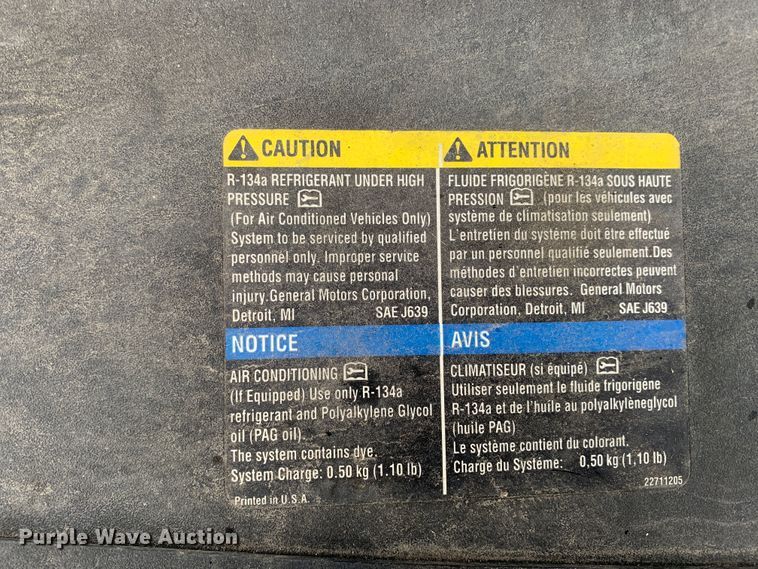 CAUTION
R-134a REFRIGERANT UNDER HIGH
PRESSURE
(For Air Conditioned Vehicles Only)
System to be serviced by qualified
personnel only. Improper service
methods may cause personal
injury.General Motors Corporation,
Detroit, MI SAE J639
NOTICE
AIR CONDITIONING
(If Equipped) Use only R-134a
refrigerant and Polyalkylene Glycol
oil (PAG oil).
The system contains dye.
System Charge: 0.50 kg (1.10 lb)
Printed in U.S.A.
ATTENTION
FLUIDE FRIGORIGÈNE R-134a SOUS HAUTE
PRESSION (pour les véhicules avec
système de climatisation seulement)
L'entretien du système doit être effectué
par un personnel qualifié seulement.Des
méthodes d'entretien incorrectes peuvent
causer des blessures. General Motors
Corporation, Detroit, MI SAE J639
AVIS
CLIMATISEUR (si équipé)
Utiliser seulement le fluide frigorigéne
R-134a et de l'huile au polyalkylèneglycol
(huile PAG)
Le système contient du colorant.
Charge du Système: 0,50 kg (1,10 lb)
22711205
Purple Wave Auction